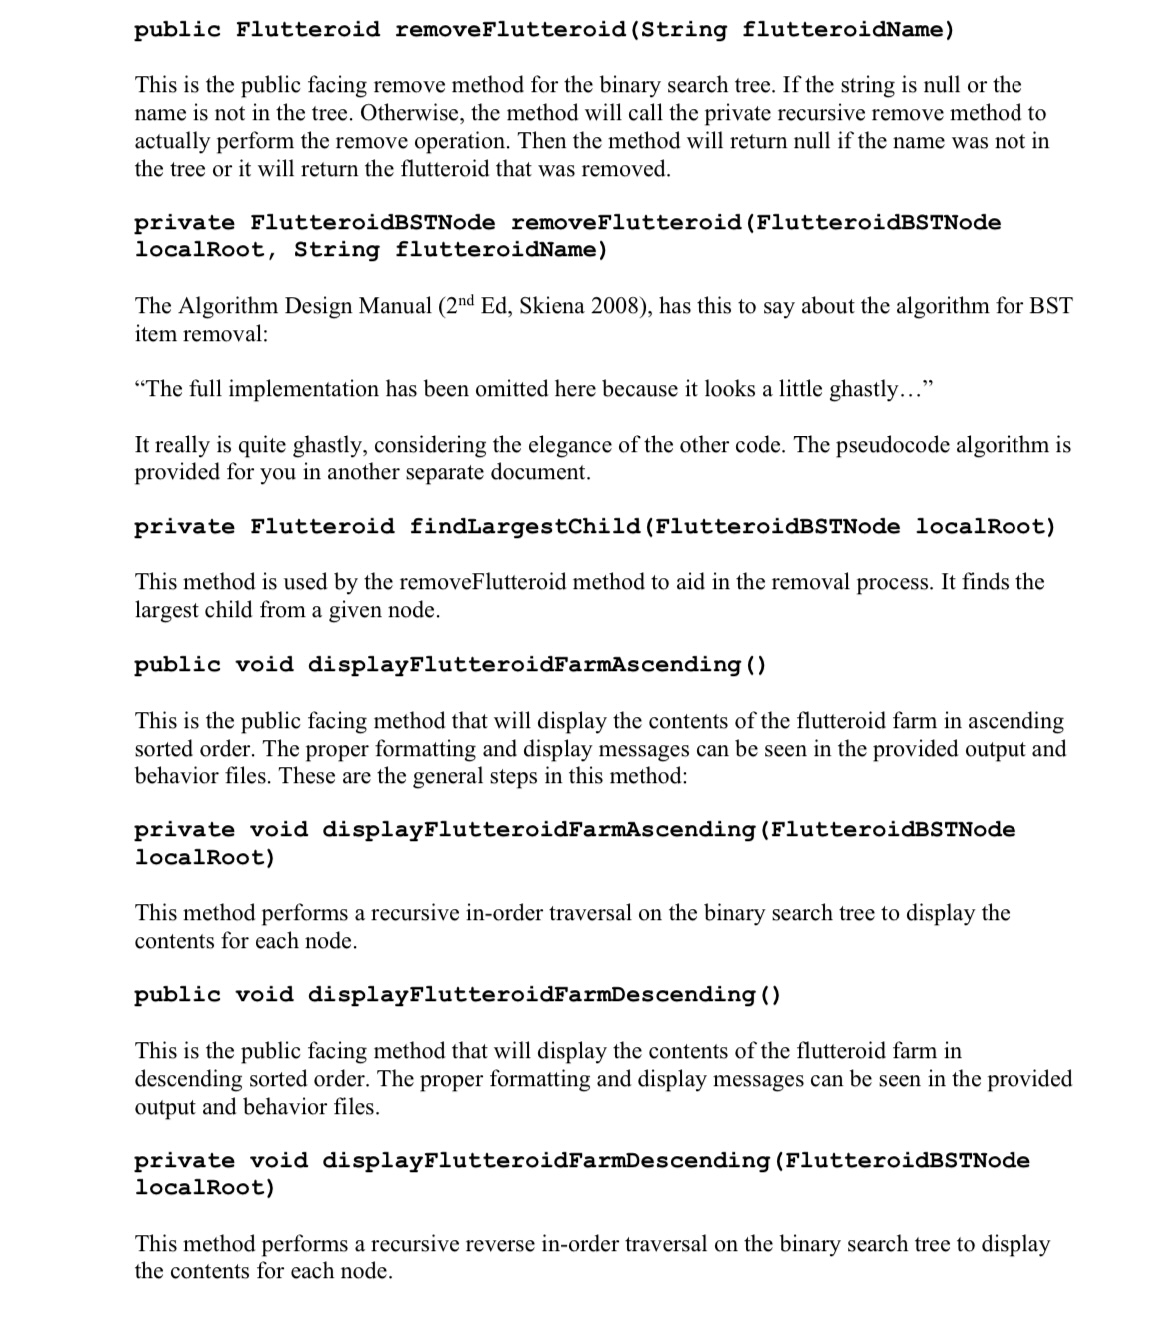 public Flutteroid removeFlutteroid(String flutteroidName)
This is the public facing remove method for the binary search tree. If the string is null or the
name is not in the tree. Otherwise, the method will call the private recursive remove method to
actually perform the remove operation. Then the method will return null if the name was not in
the tree or it will return the flutteroid that was removed.
private FlutteroidBSTNode removeFlutteroid(FlutteroidBSTNode
localRoot, String flutteroidName)
The Algorithm Design Manual (2nd Ed, Skiena 2008), has this to say about the algorithm for BST
item removal:
“The full implementation has been omitted here because it looks a little ghastly…”
It really is quite ghastly, considering the elegance of the other code. The pseudocode algorithm is
provided for you in another separate document.
private Flutteroid findLargestChild(FlutteroidBSTNode localRoot)
This method is used by the removeFlutteroid method to aid in the removal process. It finds the
largest child from a given node.
public void displayFlutteroidFarmAscending()
This is the public facing method that will display the contents of the flutteroid farm in ascending
sorted order. The proper formatting and display messages can be seen in the provided output and
behavior files. These are the general steps in this method:
private void displayFlutteroidFarmAscending(FlutteroidBSTNode
localRoot)
This method performs a recursive in-order traversal on the binary search tree to display the
contents for each node.
public void displayFlutteroidFarmDescending()
This is the public facing method that will display the contents of the flutteroid farm in
descending sorted order. The proper formatting and display messages can be seen in the provided
output and behavior files.
private void displayFlutteroidFarmDescending(FlutteroidBSTNode
localRoot)
This method performs a recursive reverse in-order traversal on the binary search tree to display
the contents for each node.